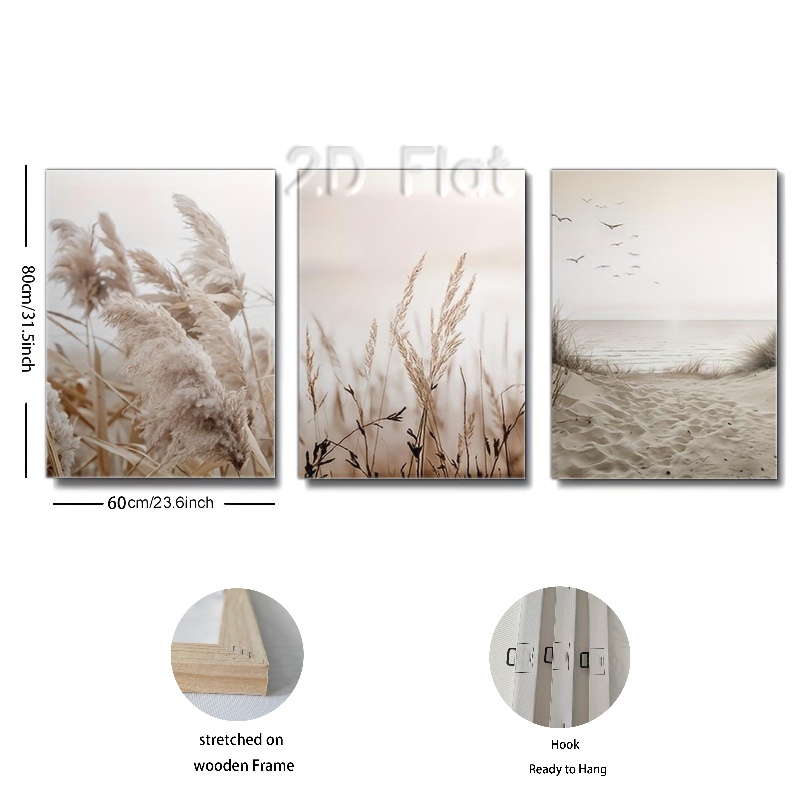 2D Flat
80cm/31.5inch
60cm/23.6inch
stretched on
wooden Frame
Hook
Ready to Hang